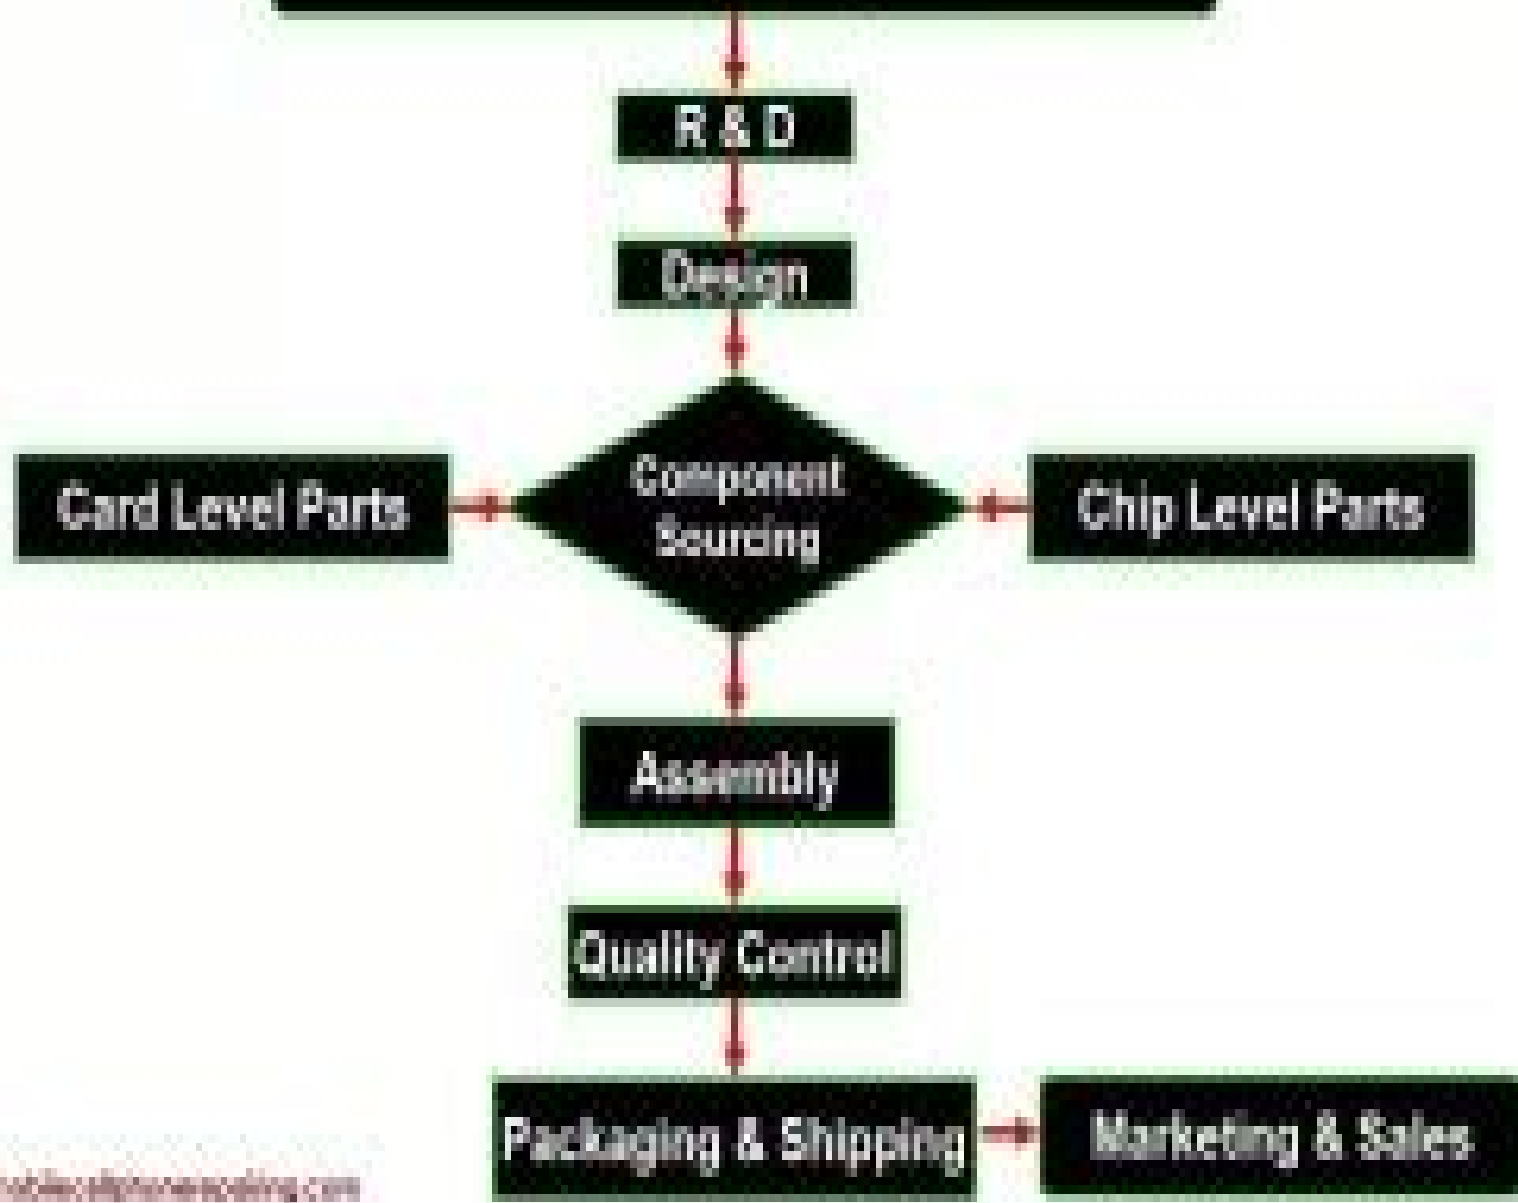 R & D
Design
Component
Sourcing
Card Level Parts
Chip Level Parts
Assembly
Quality Control
Packaging & Shipping
Marketing & Sales